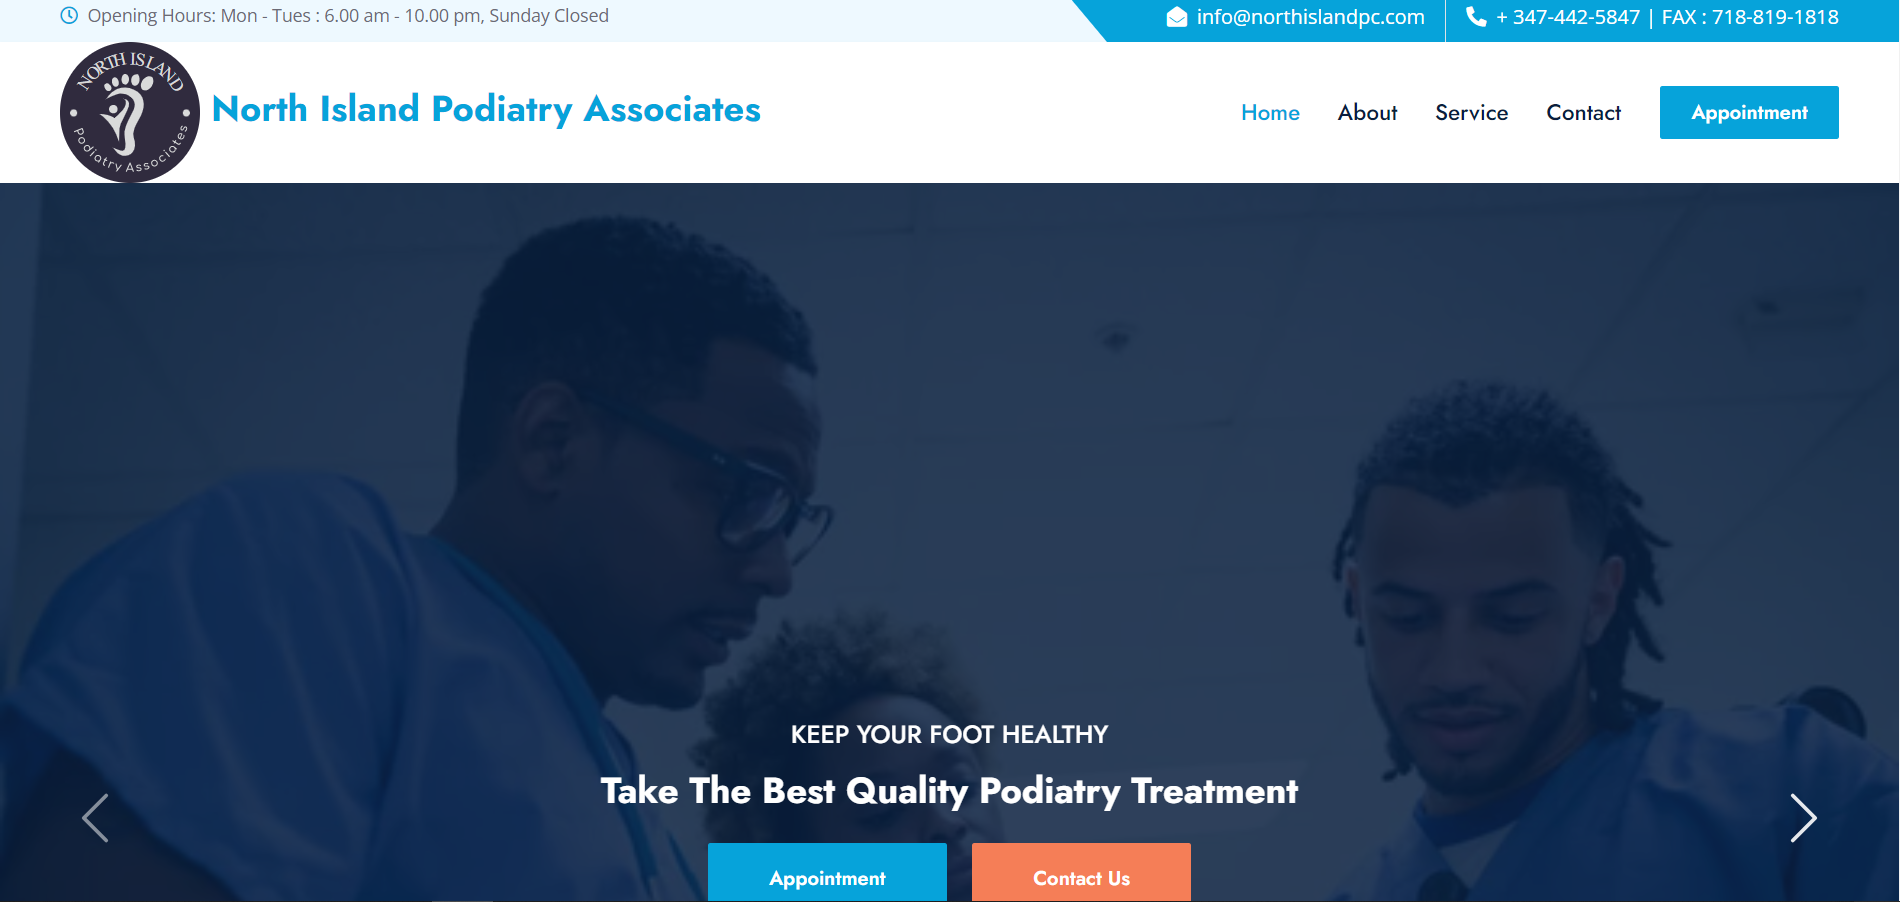 Opening Hours: Mon - Tues : 6.00 am - 10.00 pm, Sunday Closed
info@northislandpc.com
+ 347-442-5847 | FAX : 718-819-1818
NORTH ISLAND
Podiatry Associates
North Island Podiatry Associates
Home About Service Contact Appointment
KEEP YOUR FOOT HEALTHY
Take The Best Quality Podiatry Treatment
Appointment Contact Us